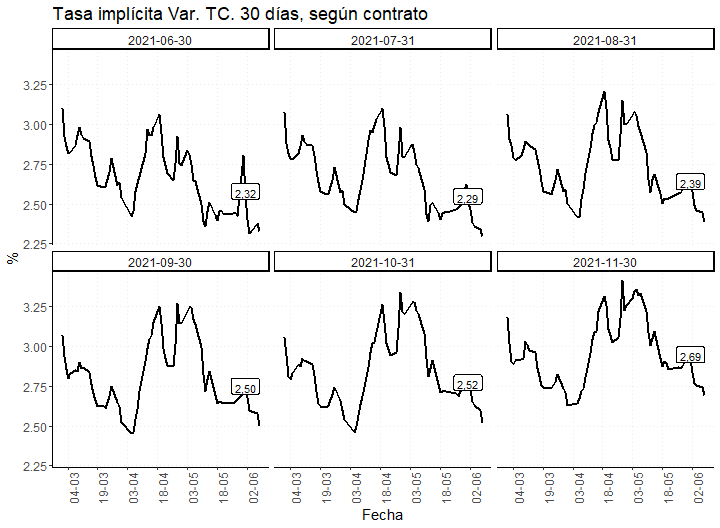 Tasa implícita Var. TC. 30 días, según contrato
2021-06-30 2021-07-31 2021-08-31
3.25
3.00
2.75
2.50
2.25
2.32 2.29 2.39
%
2021-09-30 2021-10-31 2021-11-30
3.25
3.00
2.75
2.50
2.25
2.50 2.52 2.69
04-03 19-03 03-04 18-04 03-05 18-05 02-06 04-03 19-03 03-04 18-04 03-05 18-05 02-06 04-03 19-03 03-04 18-04 03-05 18-05 02-06
Fecha